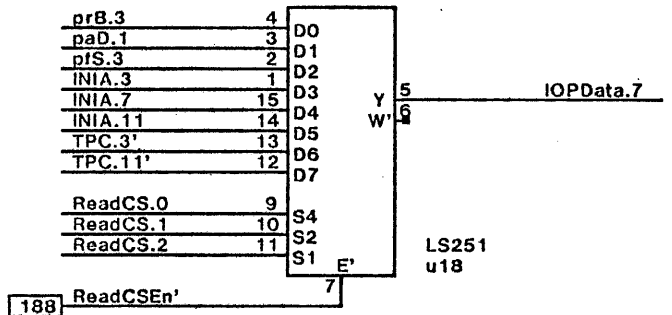 prB.3 4 D0
paD.1 3 D1
pfS.3 2 D2
INIA.3 1 D3
INIA.7 15 D4
INIA.11 14 D5
TPC.3' 13 D6
TPC.11' 12 D7
Y 5 IOPData.7
W' 6
ReadCS.0 9 S4
ReadCS.1 10 S2
ReadCS.2 11 S1
LS251
u18
E'
7
188 ReadCSEn'